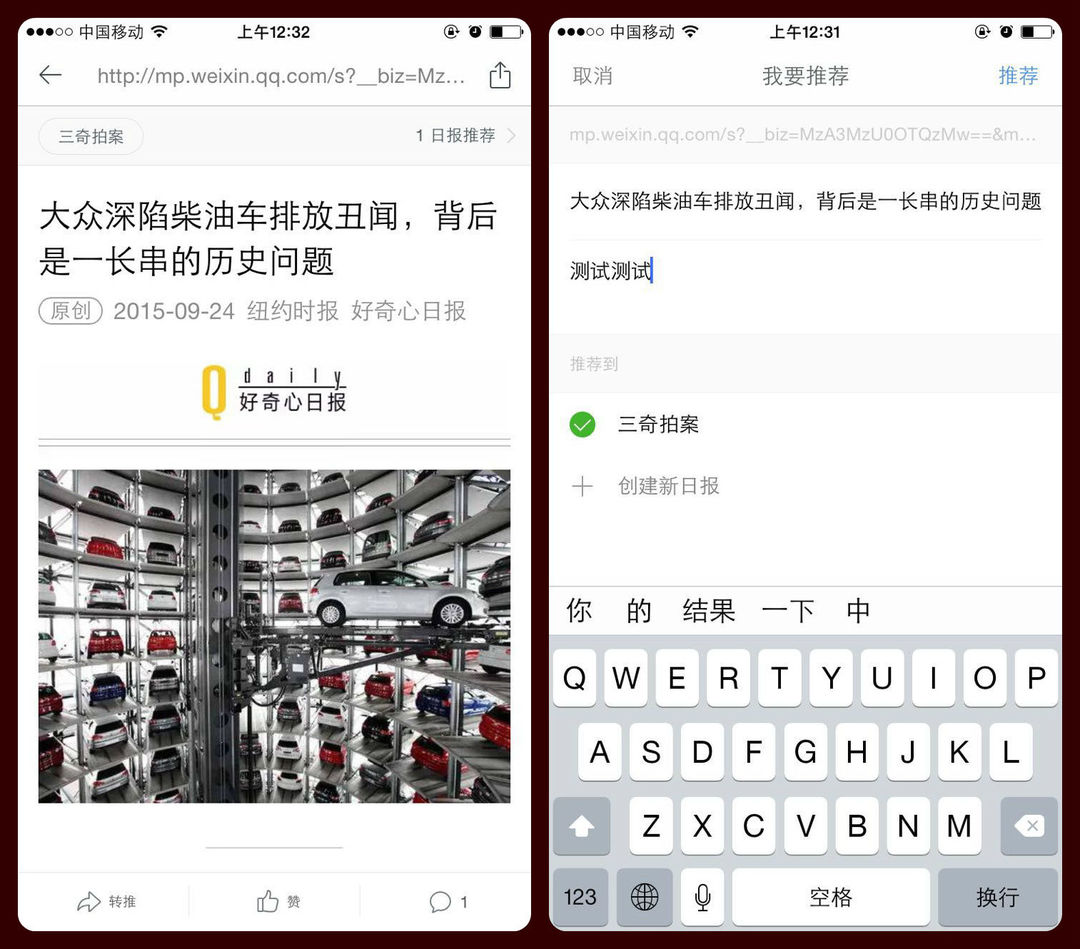 中国移动
上午12:32
http://mp.weixin.qq.com/s?__biz=Mz...
三奇拍案
1 日报推荐
大众深陷柴油车排放丑闻，背后
是一长串的历史问题
原创 2015-09-24 纽约时报 好奇心日报
daily
好奇心日报
转推
赞
1
中国移动
上午12:31
取消
我要推荐
推荐
mp.weixin.qq.com/s?__biz=MzA3MzU0OTQzMw==&m...
大众深陷柴油车排放丑闻，背后是一长串的历史问题
测试测试
推荐到
三奇拍案
创建新日报
你 的 结果 一下 中
Q W E R T Y U I O P
A S D F G H J K L
Z X C V B N M
123
空格
换行